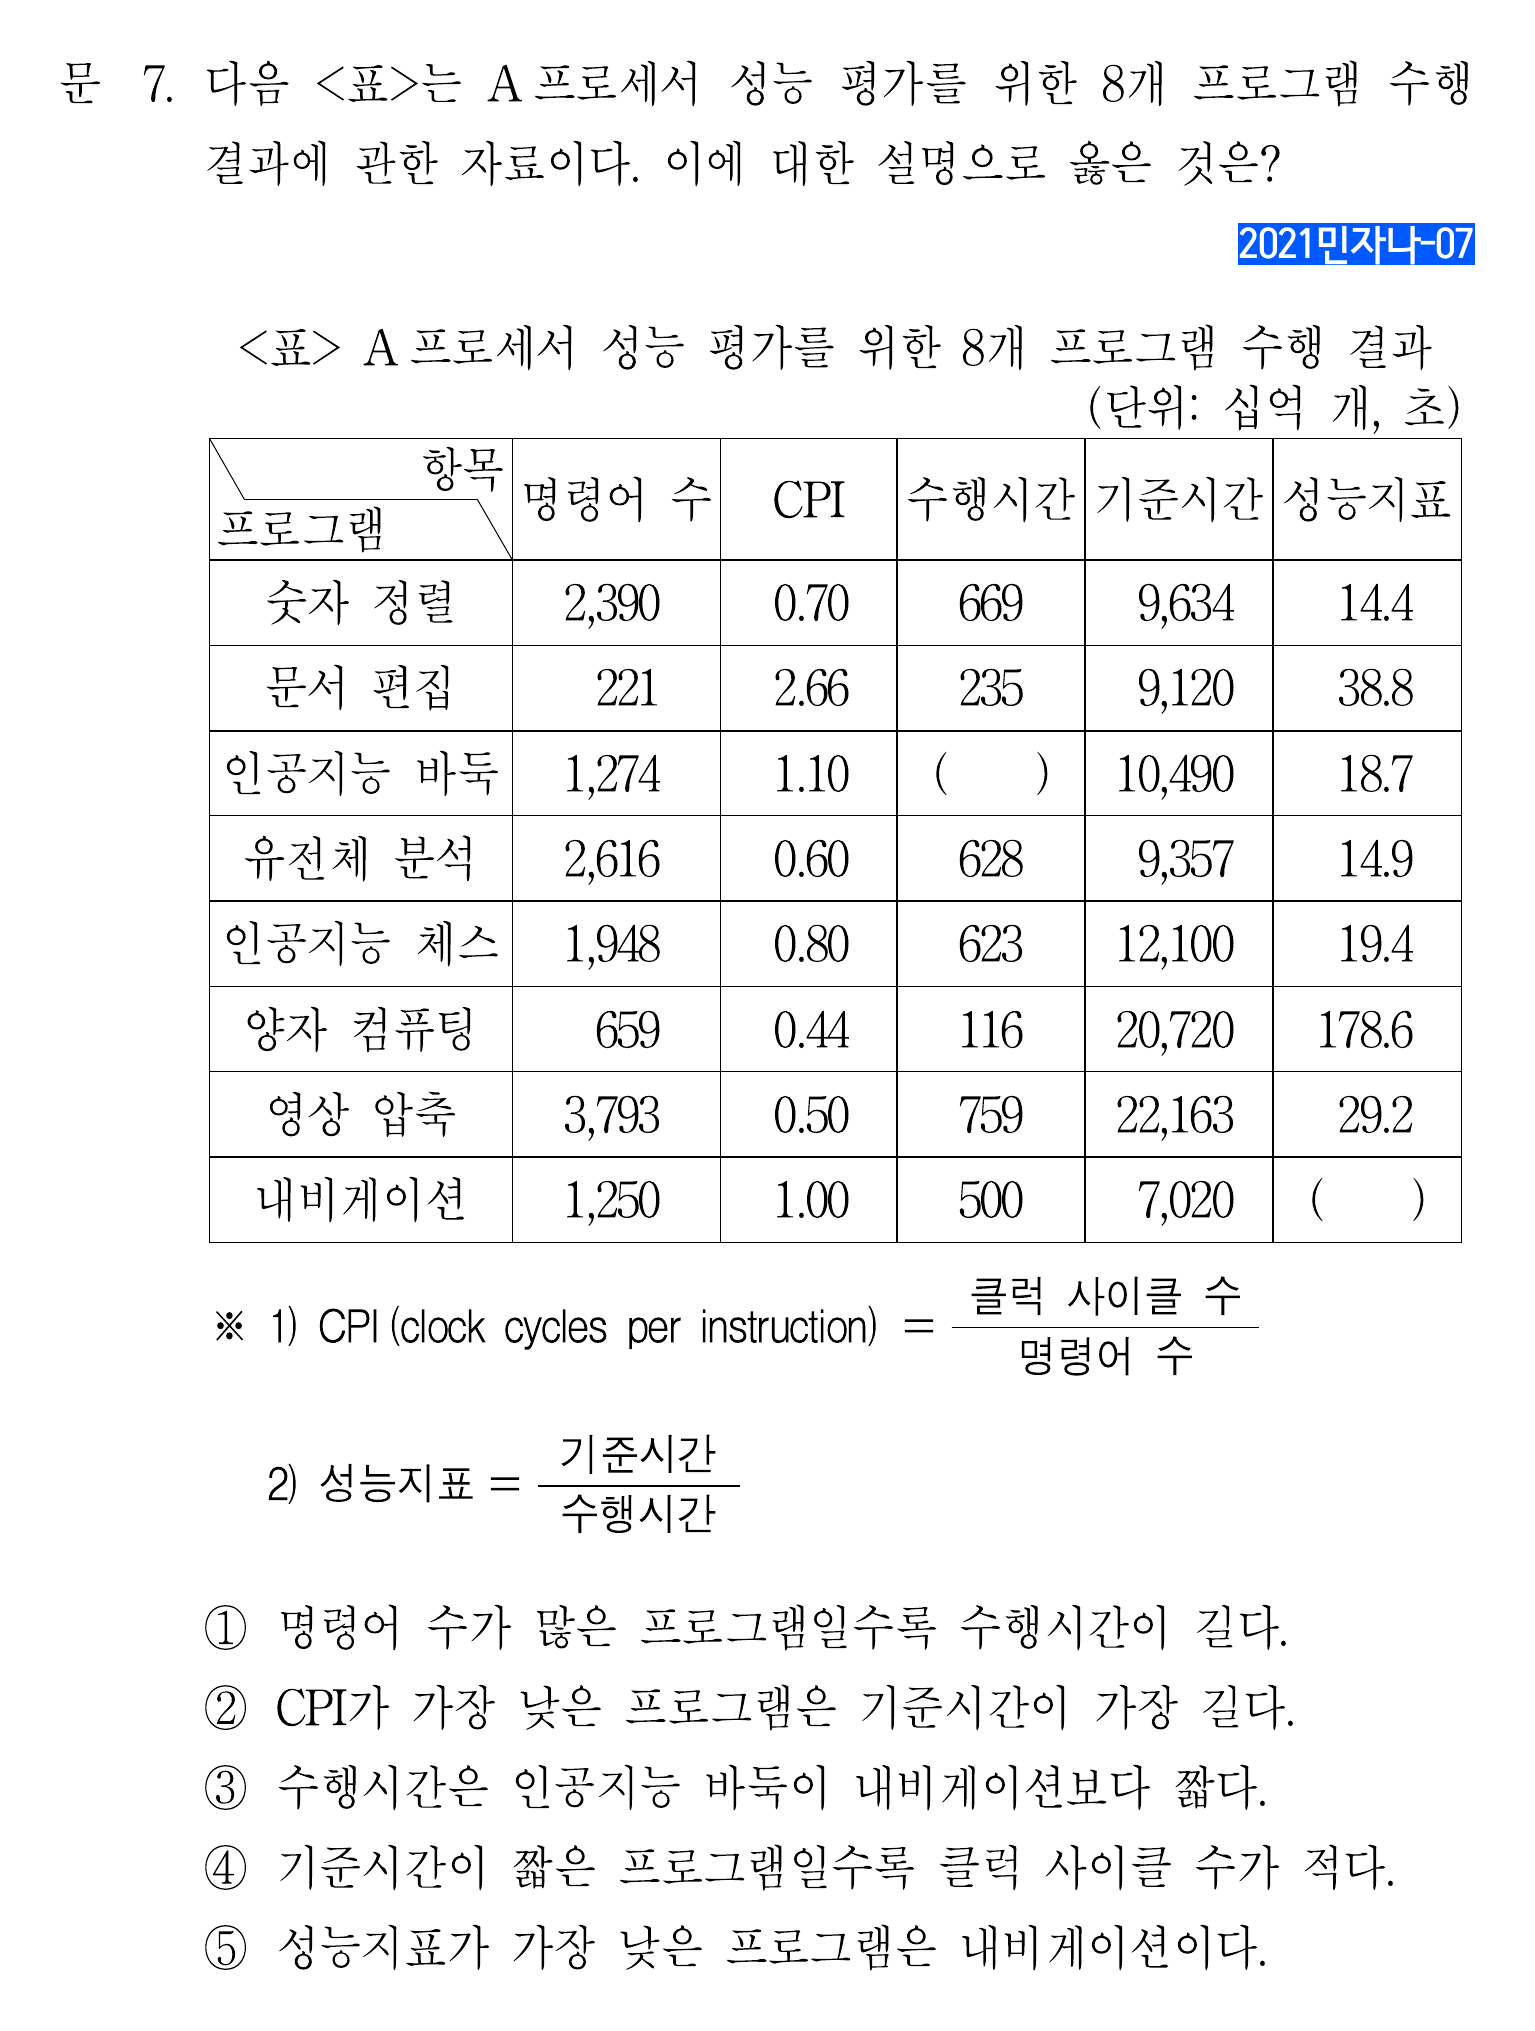 문 7. 다음 <표>는 A프로세서 성능 평가를 위한 8개 프로그램 수행
결과에 관한 자료이다. 이에 대한 설명으로 옳은 것은?
2021민자나-07
<표> A프로세서 성능 평가를 위한 8개 프로그램 수행 결과
(단위: 십억 개, 초)
항목
프로그램 명령어 수 CPI 수행시간 기준시간 성능지표
숫자 정렬 2,390 0.70 669 9,634 14.4
문서 편집 221 2.66 235 9,120 38.8
인공지능 바둑 1,274 1.10 ( ) 10,490 18.7
유전체 분석 2,616 0.60 628 9,357 14.9
인공지능 체스 1,948 0.80 623 12,100 19.4
양자 컴퓨팅 659 0.44 116 20,720 178.6
영상 압축 3,793 0.50 759 22,163 29.2
내비게이션 1,250 1.00 500 7,020 ( )
클럭 사이클 수
※ 1) CPI(clock cycles per instruction) =
명령어 수
기준시간
2) 성능지표 =
수행시간
① 명령어 수가 많은 프로그램일수록 수행시간이 길다.
② CPI가 가장 낮은 프로그램은 기준시간이 가장 길다.
③ 수행시간은 인공지능 바둑이 내비게이션보다 짧다.
④ 기준시간이 짧은 프로그램일수록 클럭 사이클 수가 적다.
⑤ 성능지표가 가장 낮은 프로그램은 내비게이션이다.